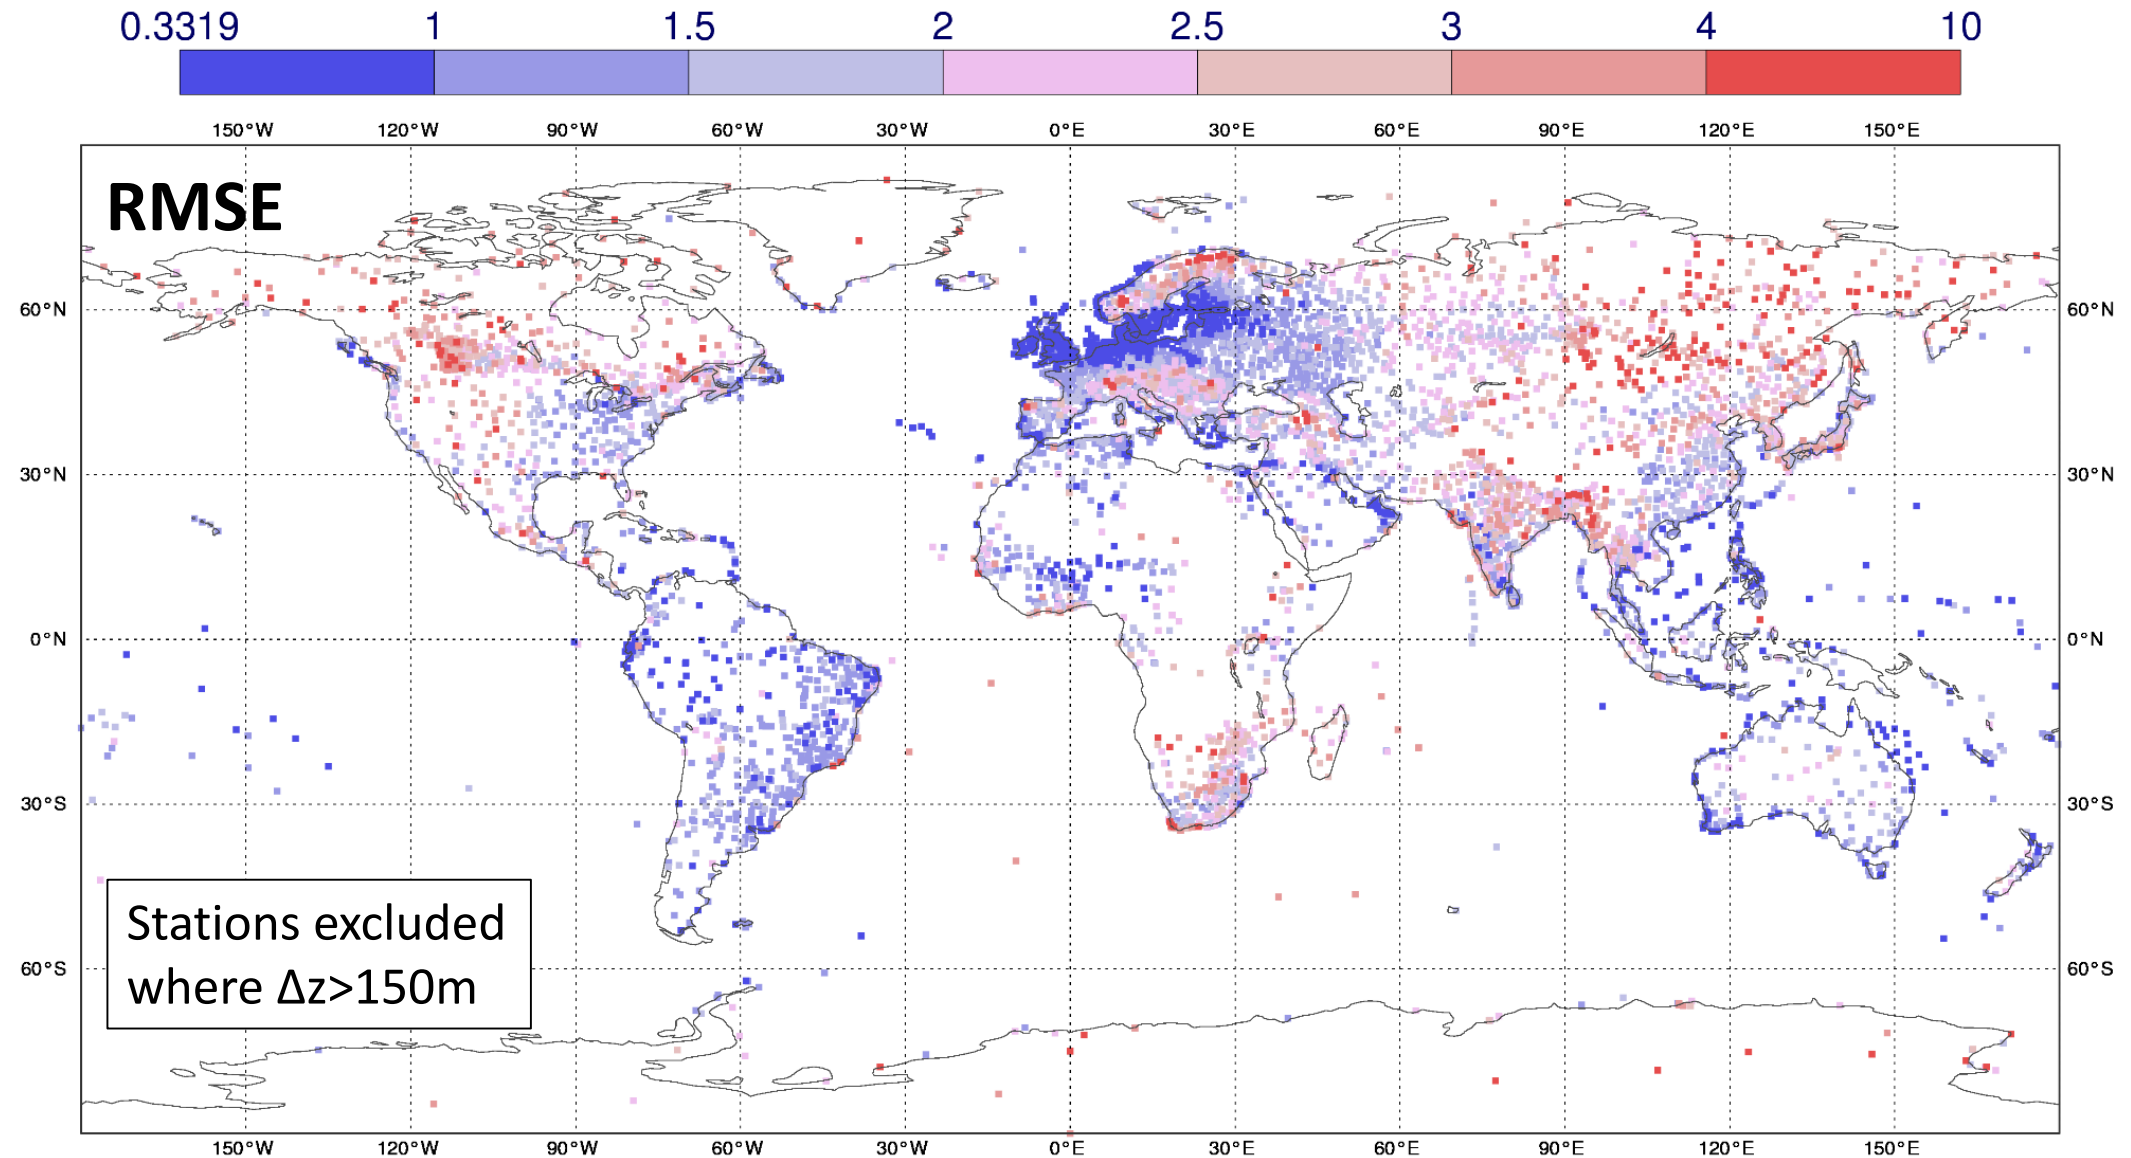 0.3319 1 1.5 2 2.5 3 4 10
150°W 120°W 90°W 60°W 30°W 0°E 30°E 60°E 90°E 120°E 150°E
RMSE
60°N 60°N
30°N 30°N
0°N 0°N
30°S 30°S
Stations excluded
where Δz>150m
60°S 60°S
150°W 120°W 90°W 60°W 30°W 0°E 30°E 60°E 90°E 120°E 150°E